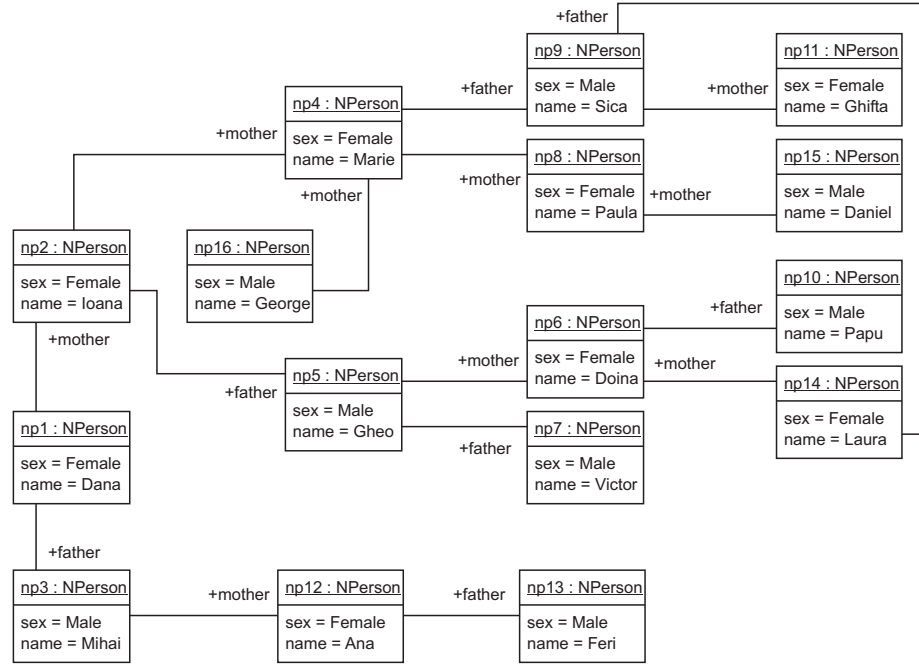 +father
np9 : NPerson
sex = Male
name = Sica
np11 : NPerson
sex = Female
name = Ghifta
+father
+mother
np4 : NPerson
sex = Female
name = Marie
+mother
+mother
+mother
np8 : NPerson
sex = Female
name = Paula
+mother
np15 : NPerson
sex = Male
name = Daniel
np2 : NPerson
sex = Female
name = Ioana
np16 : NPerson
sex = Male
name = George
+mother
+father
np5 : NPerson
sex = Male
name = Gheo
+mother
np6 : NPerson
sex = Female
name = Doina
+father
+mother
np10 : NPerson
sex = Male
name = Papu
np14 : NPerson
sex = Female
name = Laura
+father
np7 : NPerson
sex = Male
name = Victor
np1 : NPerson
sex = Female
name = Dana
+father
np3 : NPerson
sex = Male
name = Mihai
+mother
np12 : NPerson
sex = Female
name = Ana
+father
np13 : NPerson
sex = Male
name = Feri